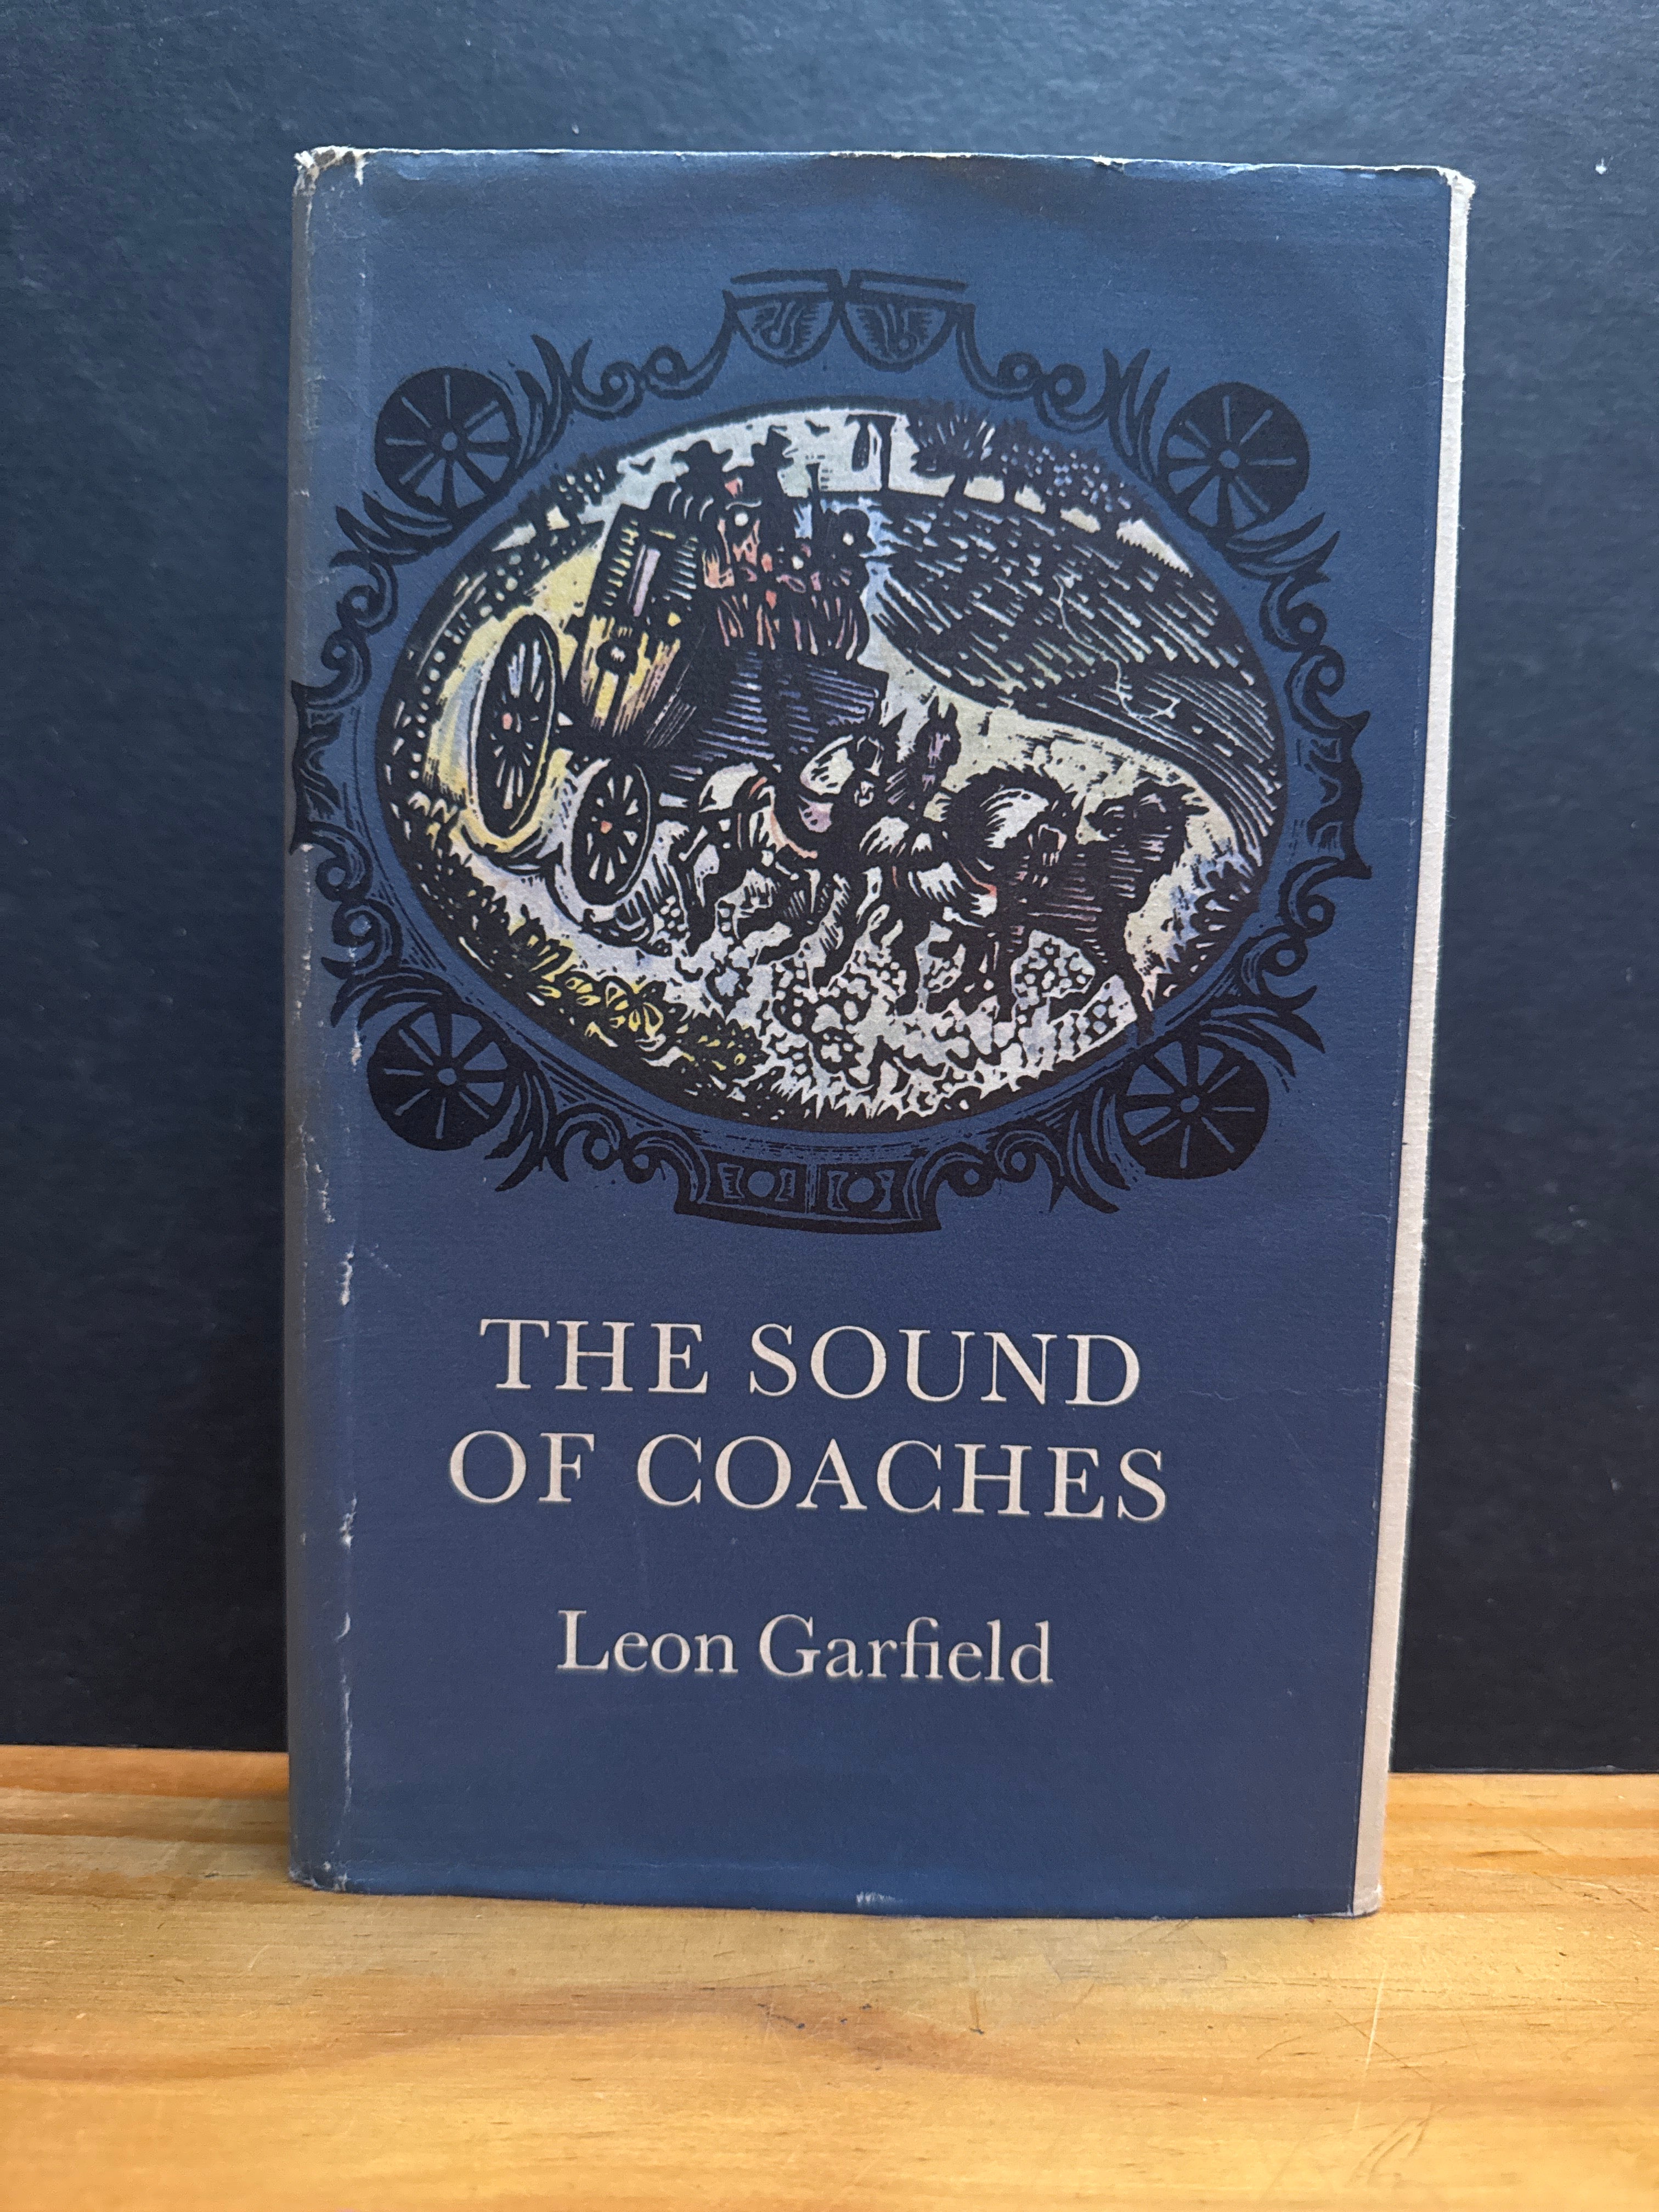 THE SOUND
OF COACHES
Leon Garfield